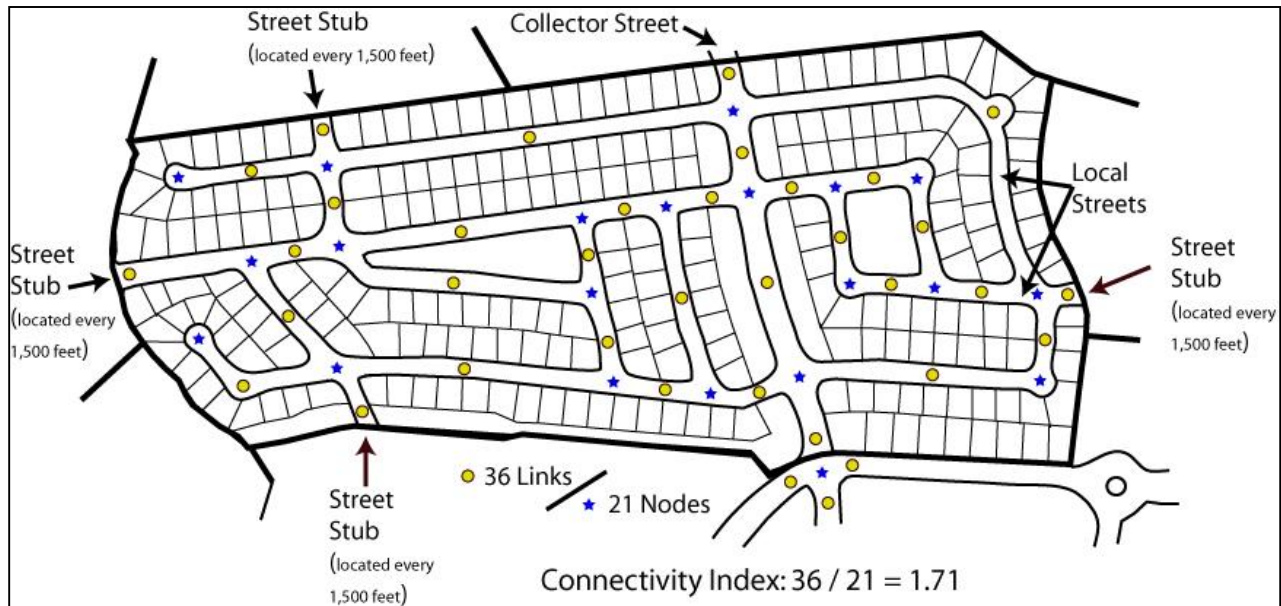 Street Stub
(located every 1,500 feet)
Collector Street
Local
Streets
Street
Stub
(located every
1,500 feet)
Street
Stub
(located every
1,500 feet)
36 Links
21 Nodes
Street
Stub
(located every
1,500 feet)
Connectivity Index: 36 / 21 = 1.71